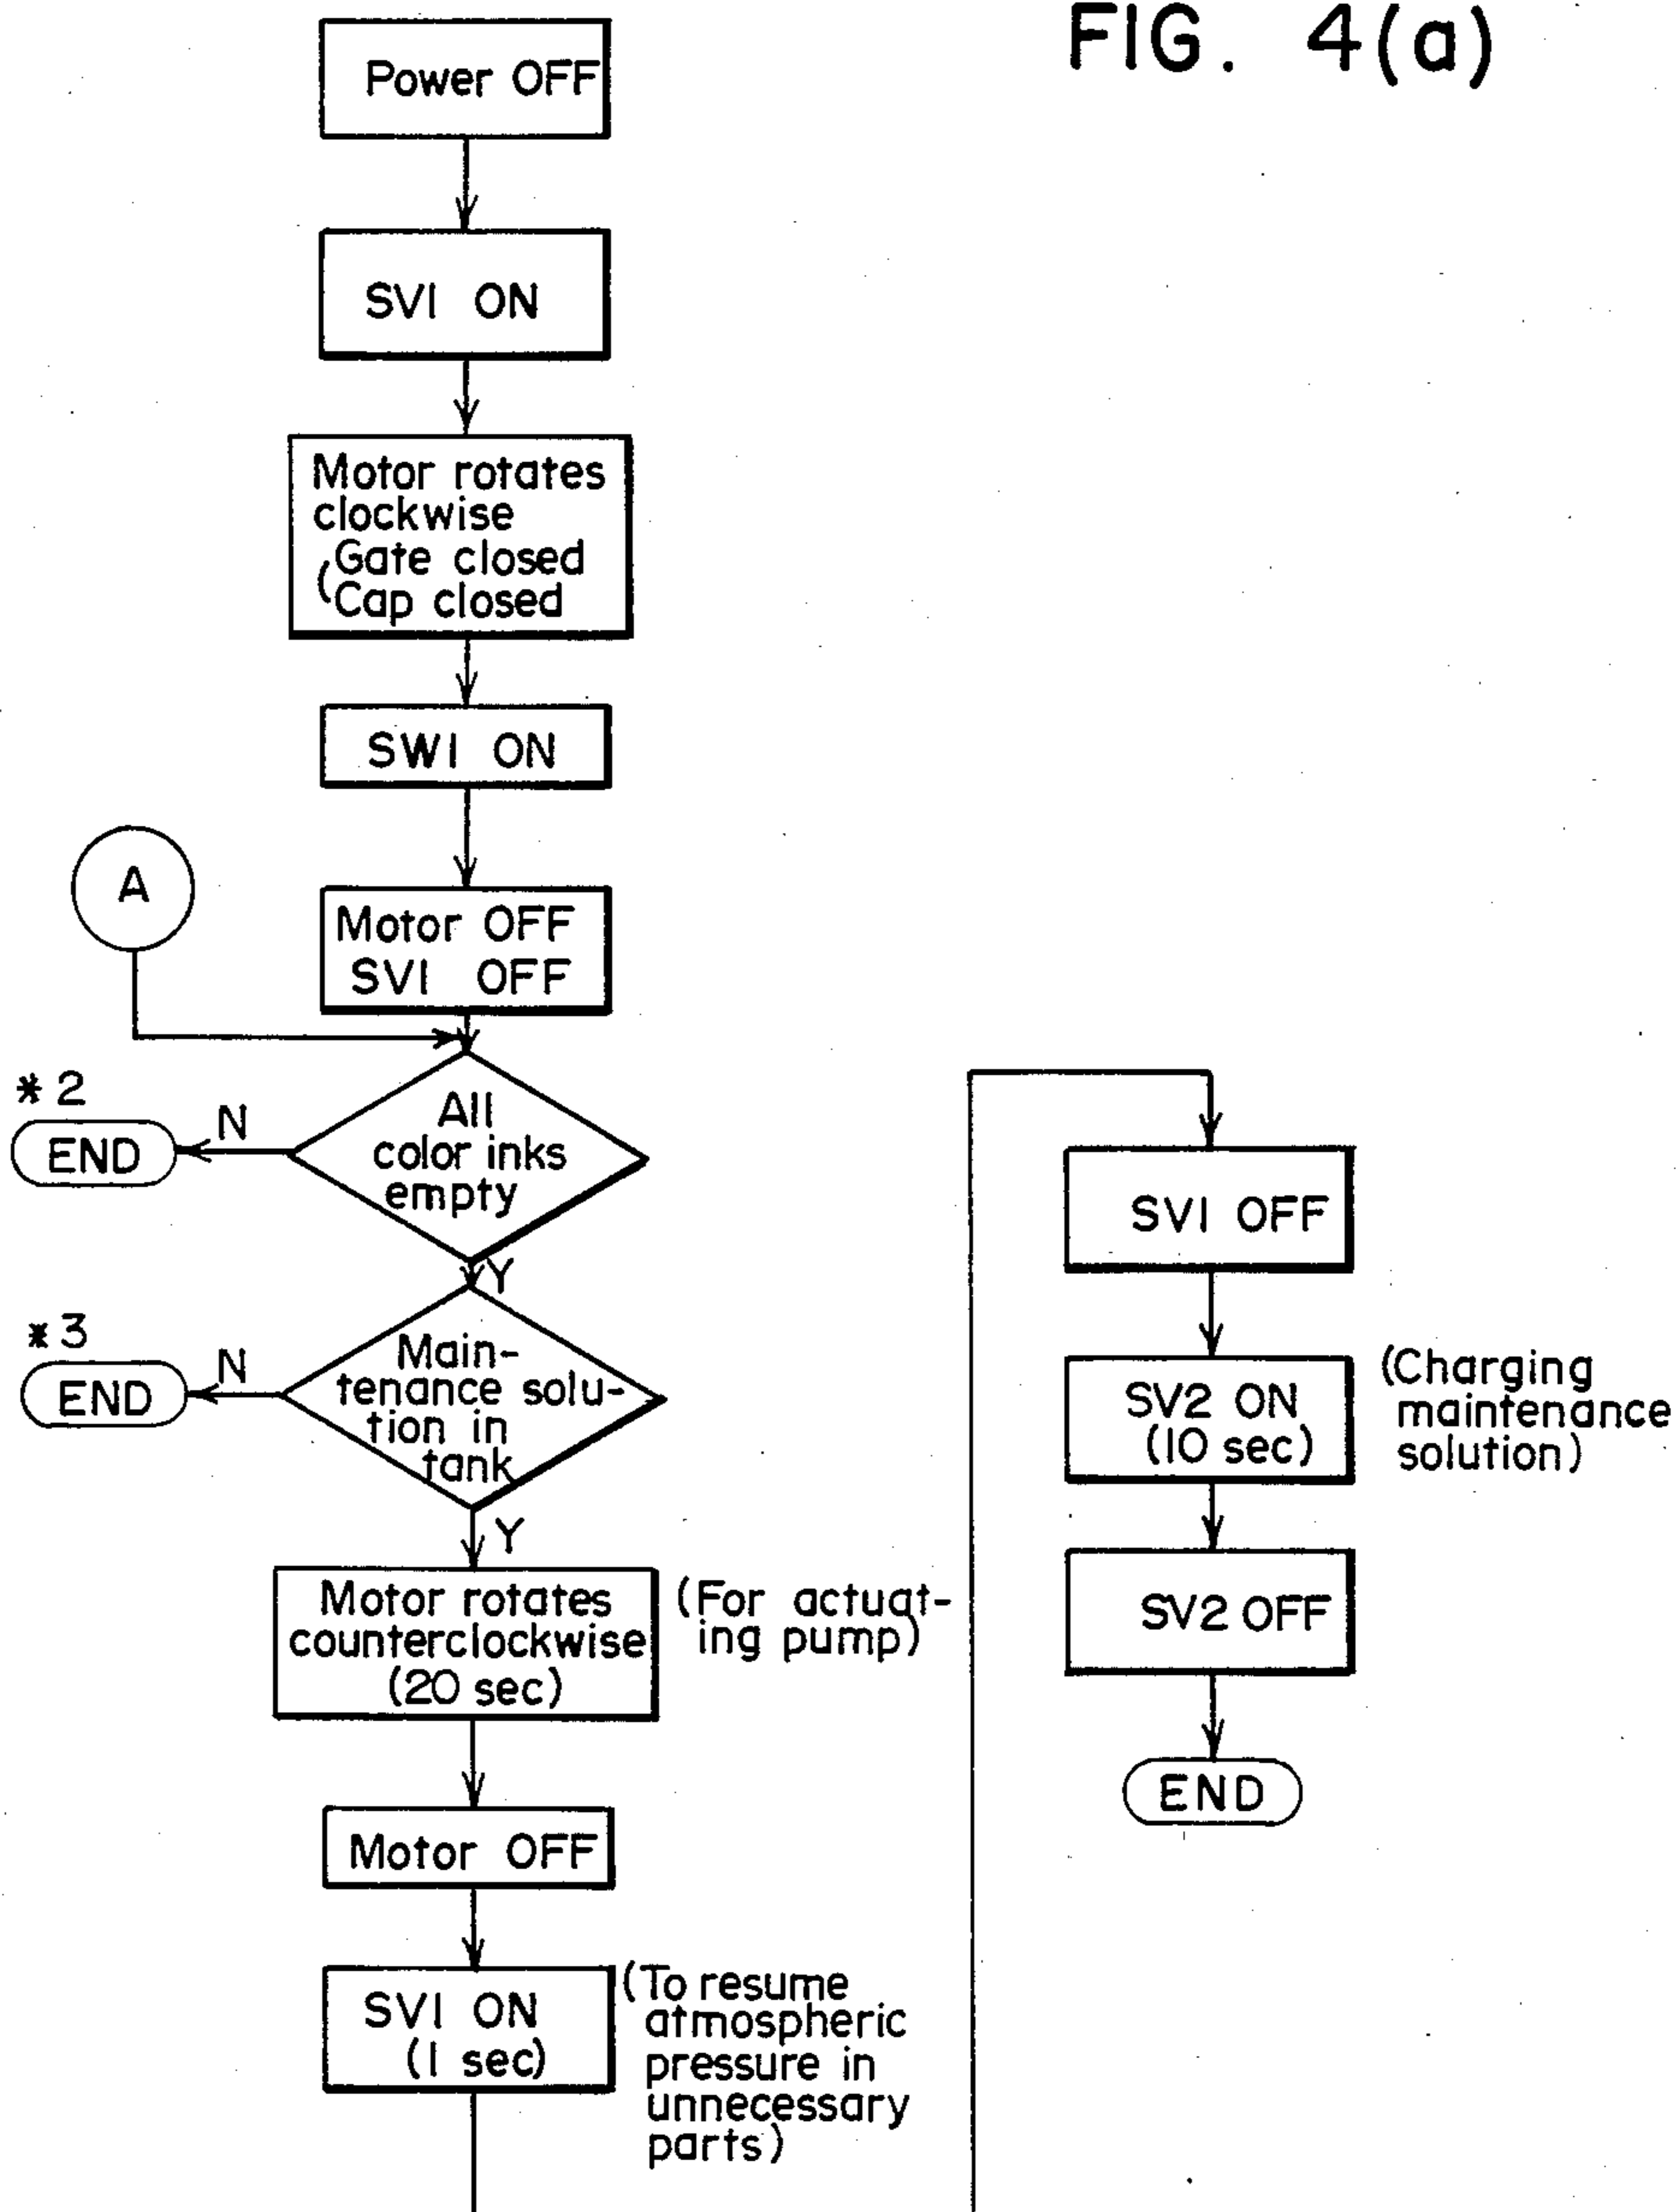 FIG. 4(a)
Power OFF
SV1 ON
Motor rotates
clockwise
(Gate closed
Cap closed
SW1 ON
A
Motor OFF
SV1 OFF
*2
END
N
All
color inks
empty
Y
*3
END
N
Main-
tenance solu-
tion in
tank
Y
Motor rotates
counterclockwise
(20 sec)
(For actuat-
ing pump)
Motor OFF
SV1 ON
(1 sec)
(To resume
atmospheric
pressure in
unnecessary
parts)
SV1 OFF
SV2 ON
(10 sec)
(Charging
maintenance
solution)
SV2 OFF
END